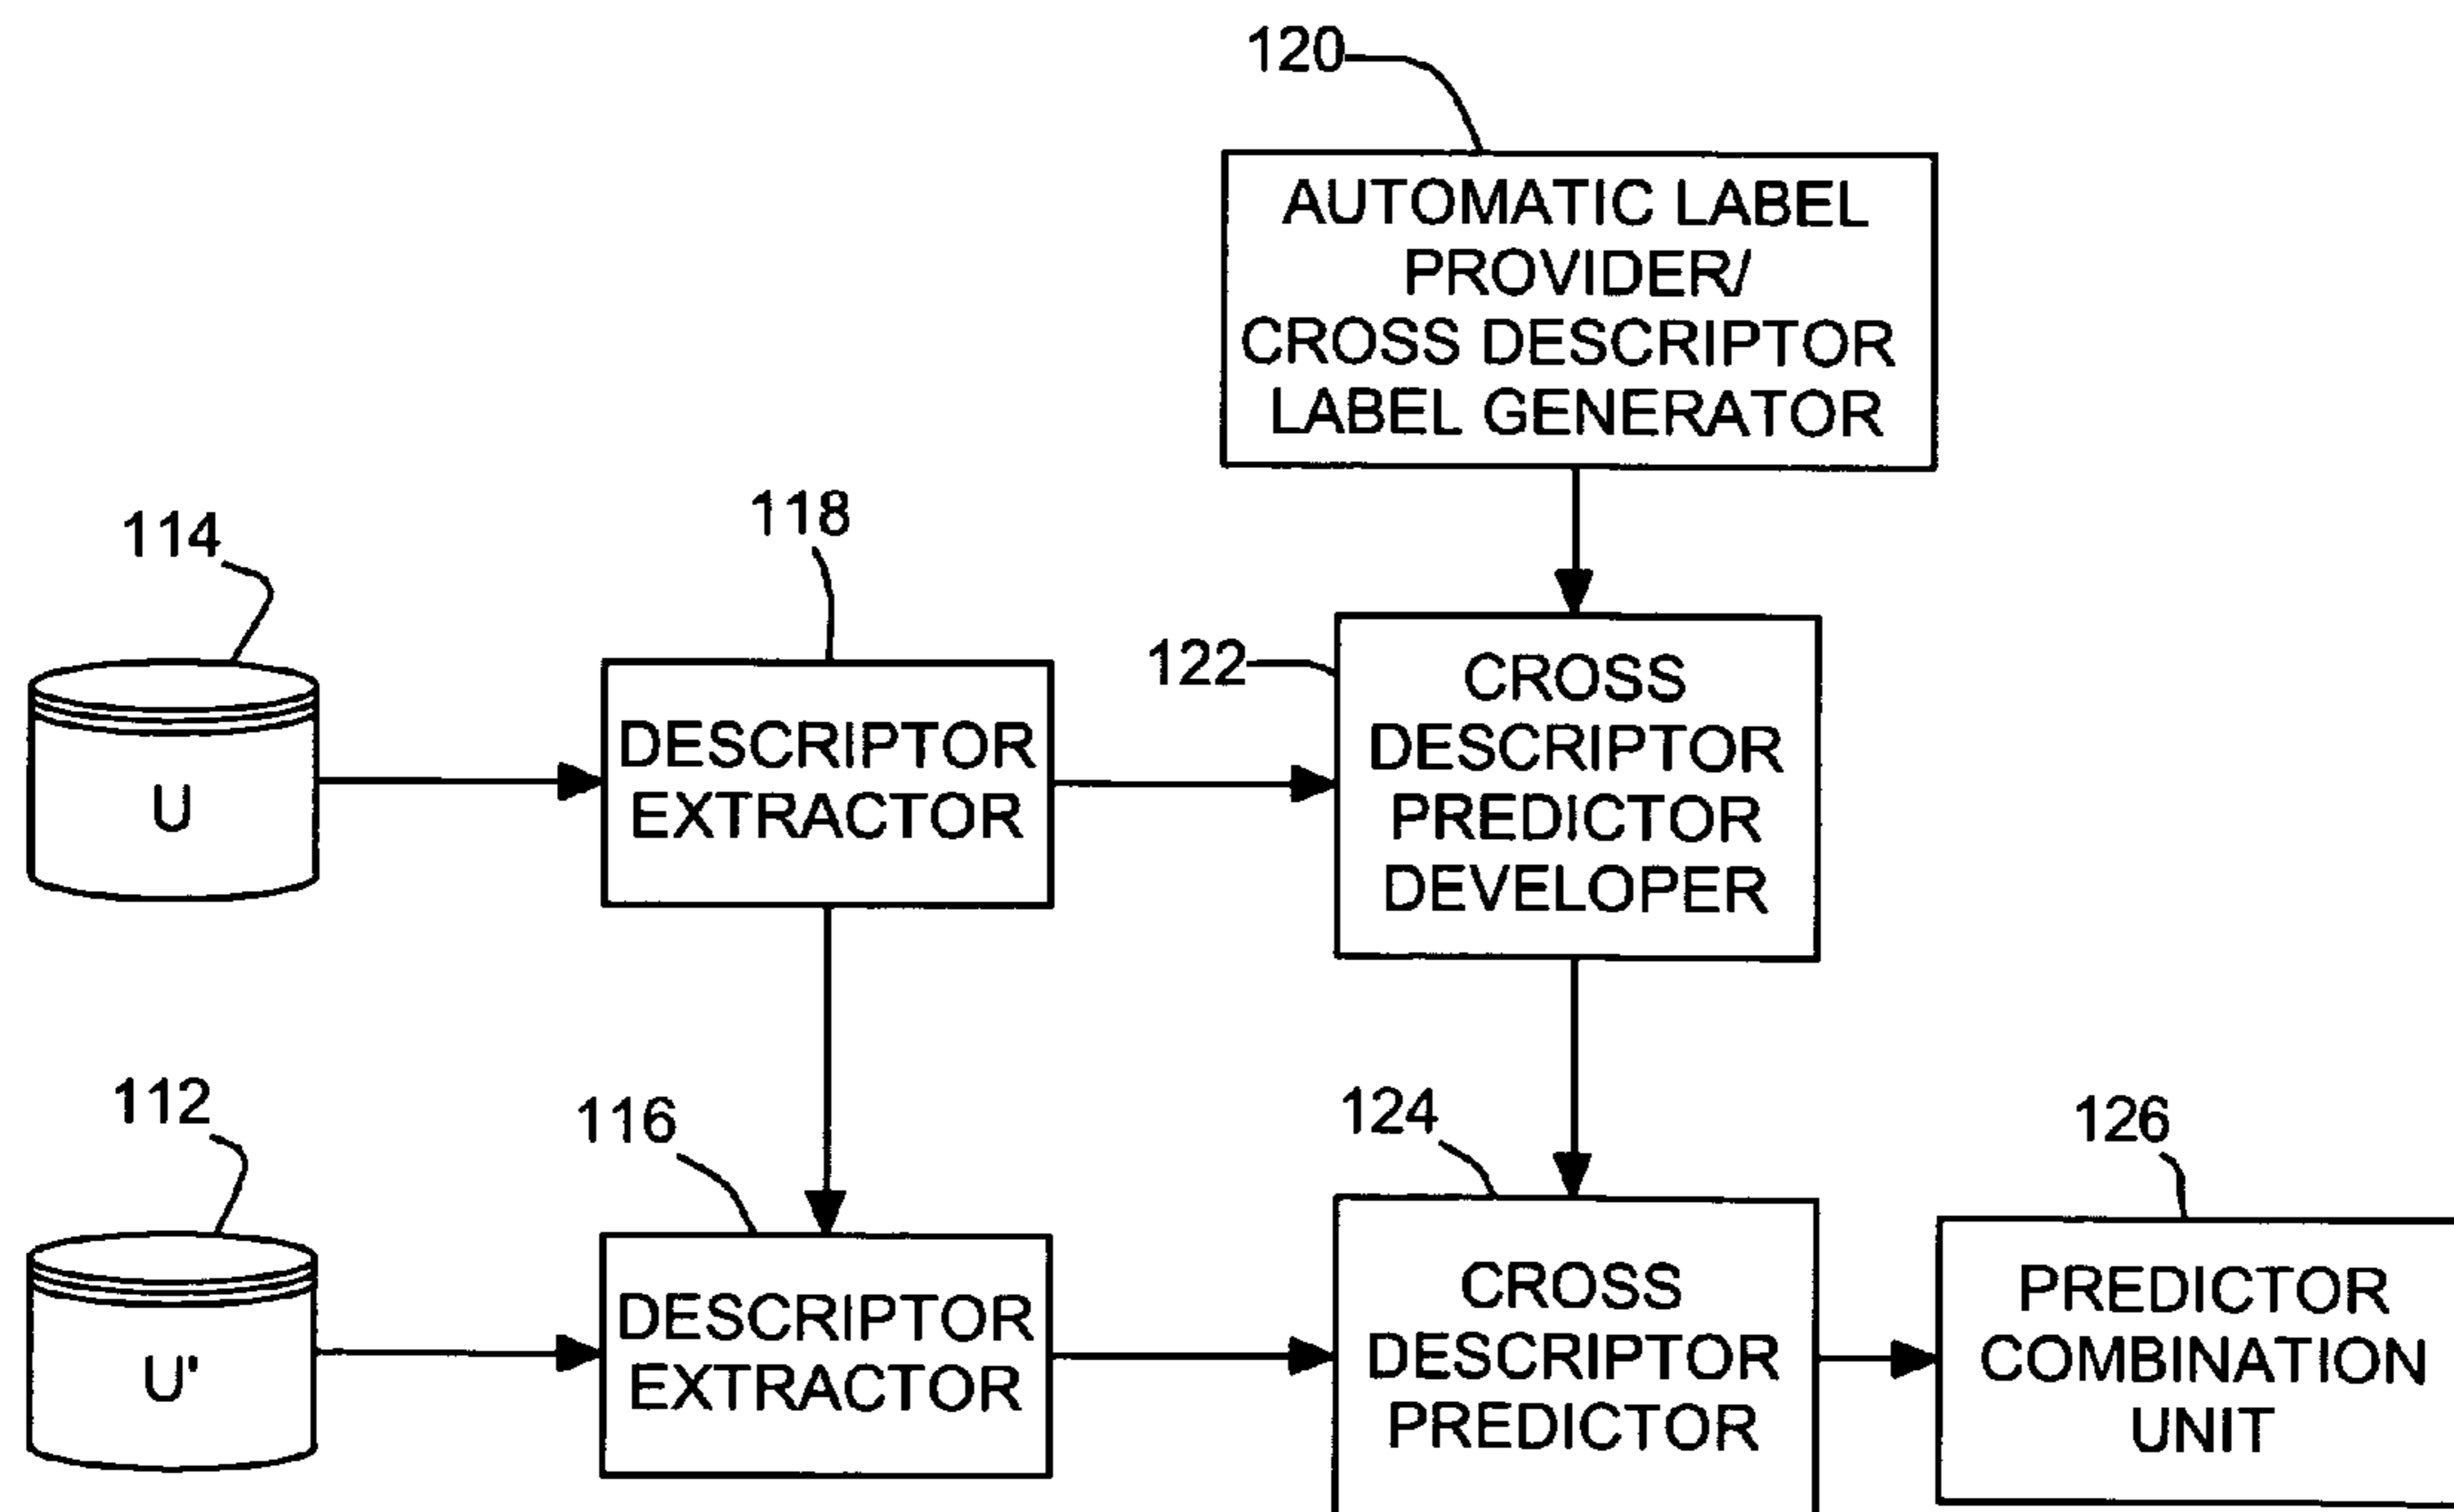 120
AUTOMATIC LABEL
PROVIDER/
CROSS DESCRIPTOR
LABEL GENERATOR
114
118
122
U
DESCRIPTOR
EXTRACTOR
CROSS
DESCRIPTOR
PREDICTOR
DEVELOPER
112
116
124
126
U'
DESCRIPTOR
EXTRACTOR
CROSS
DESCRIPTOR
PREDICTOR
PREDICTOR
COMBINATION
UNIT